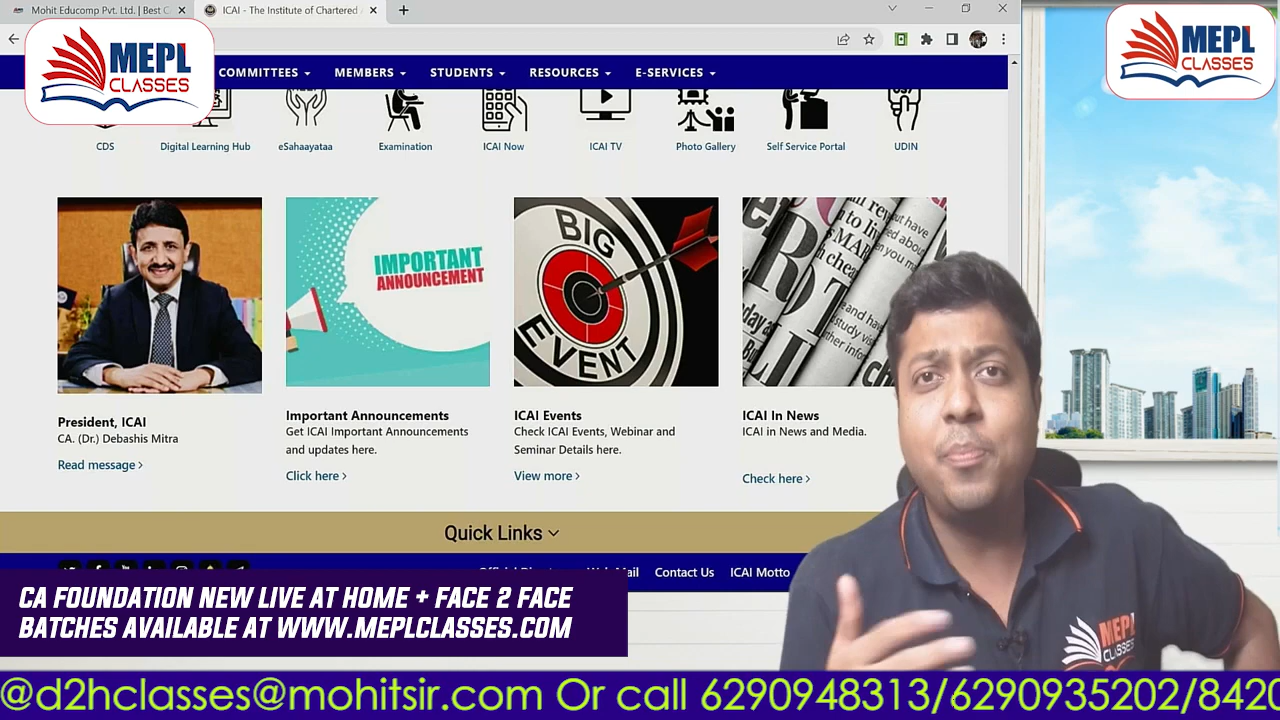 Mohit Educomp Pvt. Ltd. | Best C
ICAI - The Institute of Chartered
MEPL
CLASSES
MEPL
CLASSES
COMMITTEES
MEMBERS
STUDENTS
RESOURCES
E-SERVICES
CDS
Digital Learning Hub
eSahaayataa
Examination
ICAI Now
ICAI TV
Photo Gallery
Self Service Portal
UDIN
IMPORTANT
ANNOUNCEMENT
BIG
EVENT
President, ICAI
CA. (Dr.) Debashis Mitra
Read message
Important Announcements
Get ICAI Important Announcements
and updates here.
Click here
ICAI Events
Check ICAI Events, Webinar and
Seminar Details here.
View more
ICAI In News
ICAI in News and Media.
Check here
Quick Links
Contact Us
ICAI Motto
CA FOUNDATION NEW LIVE AT HOME + FACE 2 FACE
BATCHES AVAILABLE AT WWW.MEPLCLASSES.COM
MEPL
CLASSES
@d2hclasses@mohitsir.com Or call 6290948313/6290935202/8420